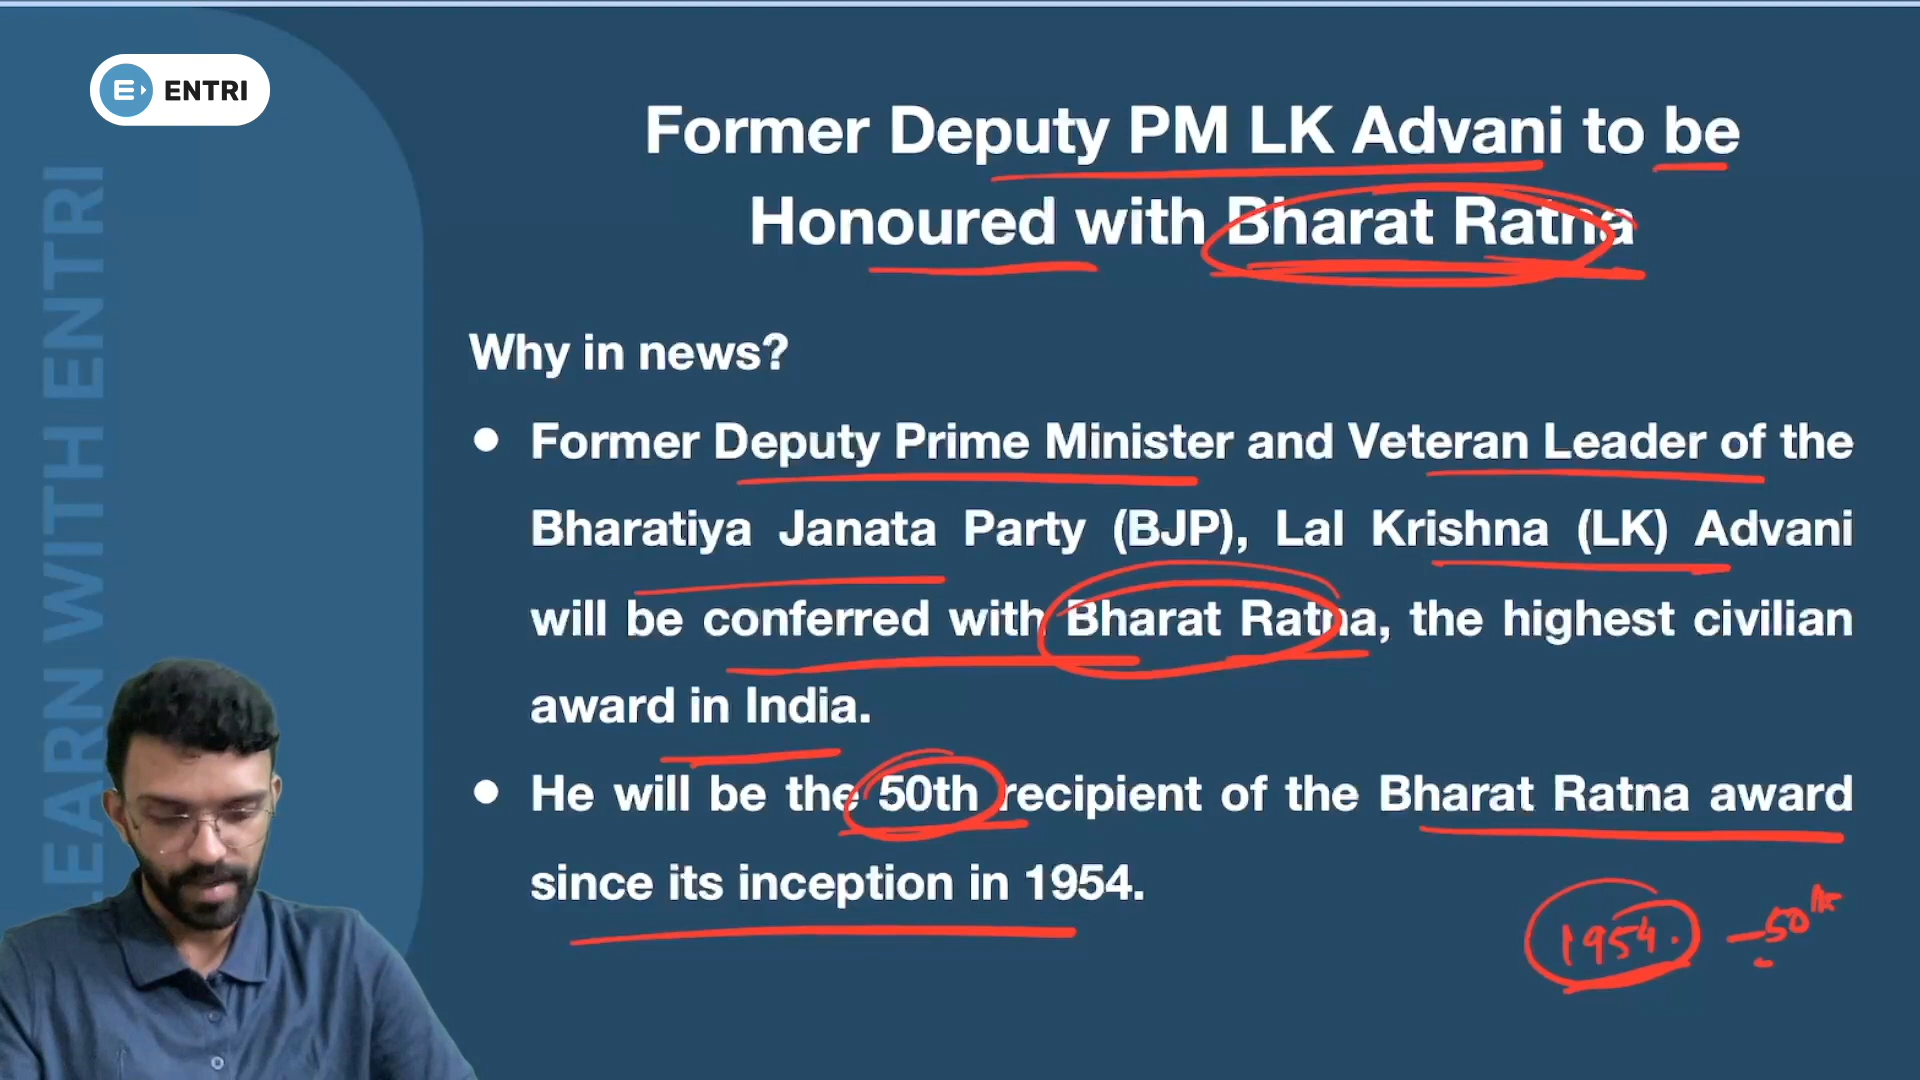 ENTRI
LEARN WITH ENTRI
Former Deputy PM LK Advani to be
Honoured with Bharat Ratna
Why in news?
● Former Deputy Prime Minister and Veteran Leader of the
Bharatiya Janata Party (BJP), Lal Krishna (LK) Advani
will be conferred with Bharat Ratna, the highest civilian
award in India.
● He will be the 50th recipient of the Bharat Ratna award
since its inception in 1954.
1954. – 50th